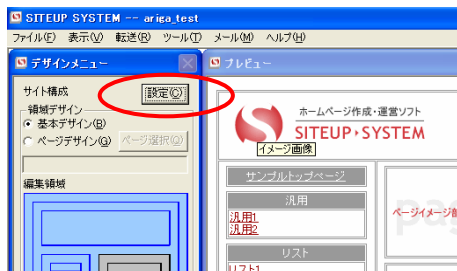 SITEUP SYSTEM -- ariga_test
ファイル(F) 表示(V) 転送(R) ツール(T) メール(M) ヘルプ(H)
デザインメニュー
プレビュー
サイト構成
設定(C)
領域デザイン
基本デザイン(B)
ページデザイン(G)
ページ選択(Q)
編集領域
ホームページ作成・運営ソフト
SITEUP SYSTEM
イメージ画像
サンプルトップページ
汎用
汎用1
汎用2
リスト
リスト1
ページイメージ
pag